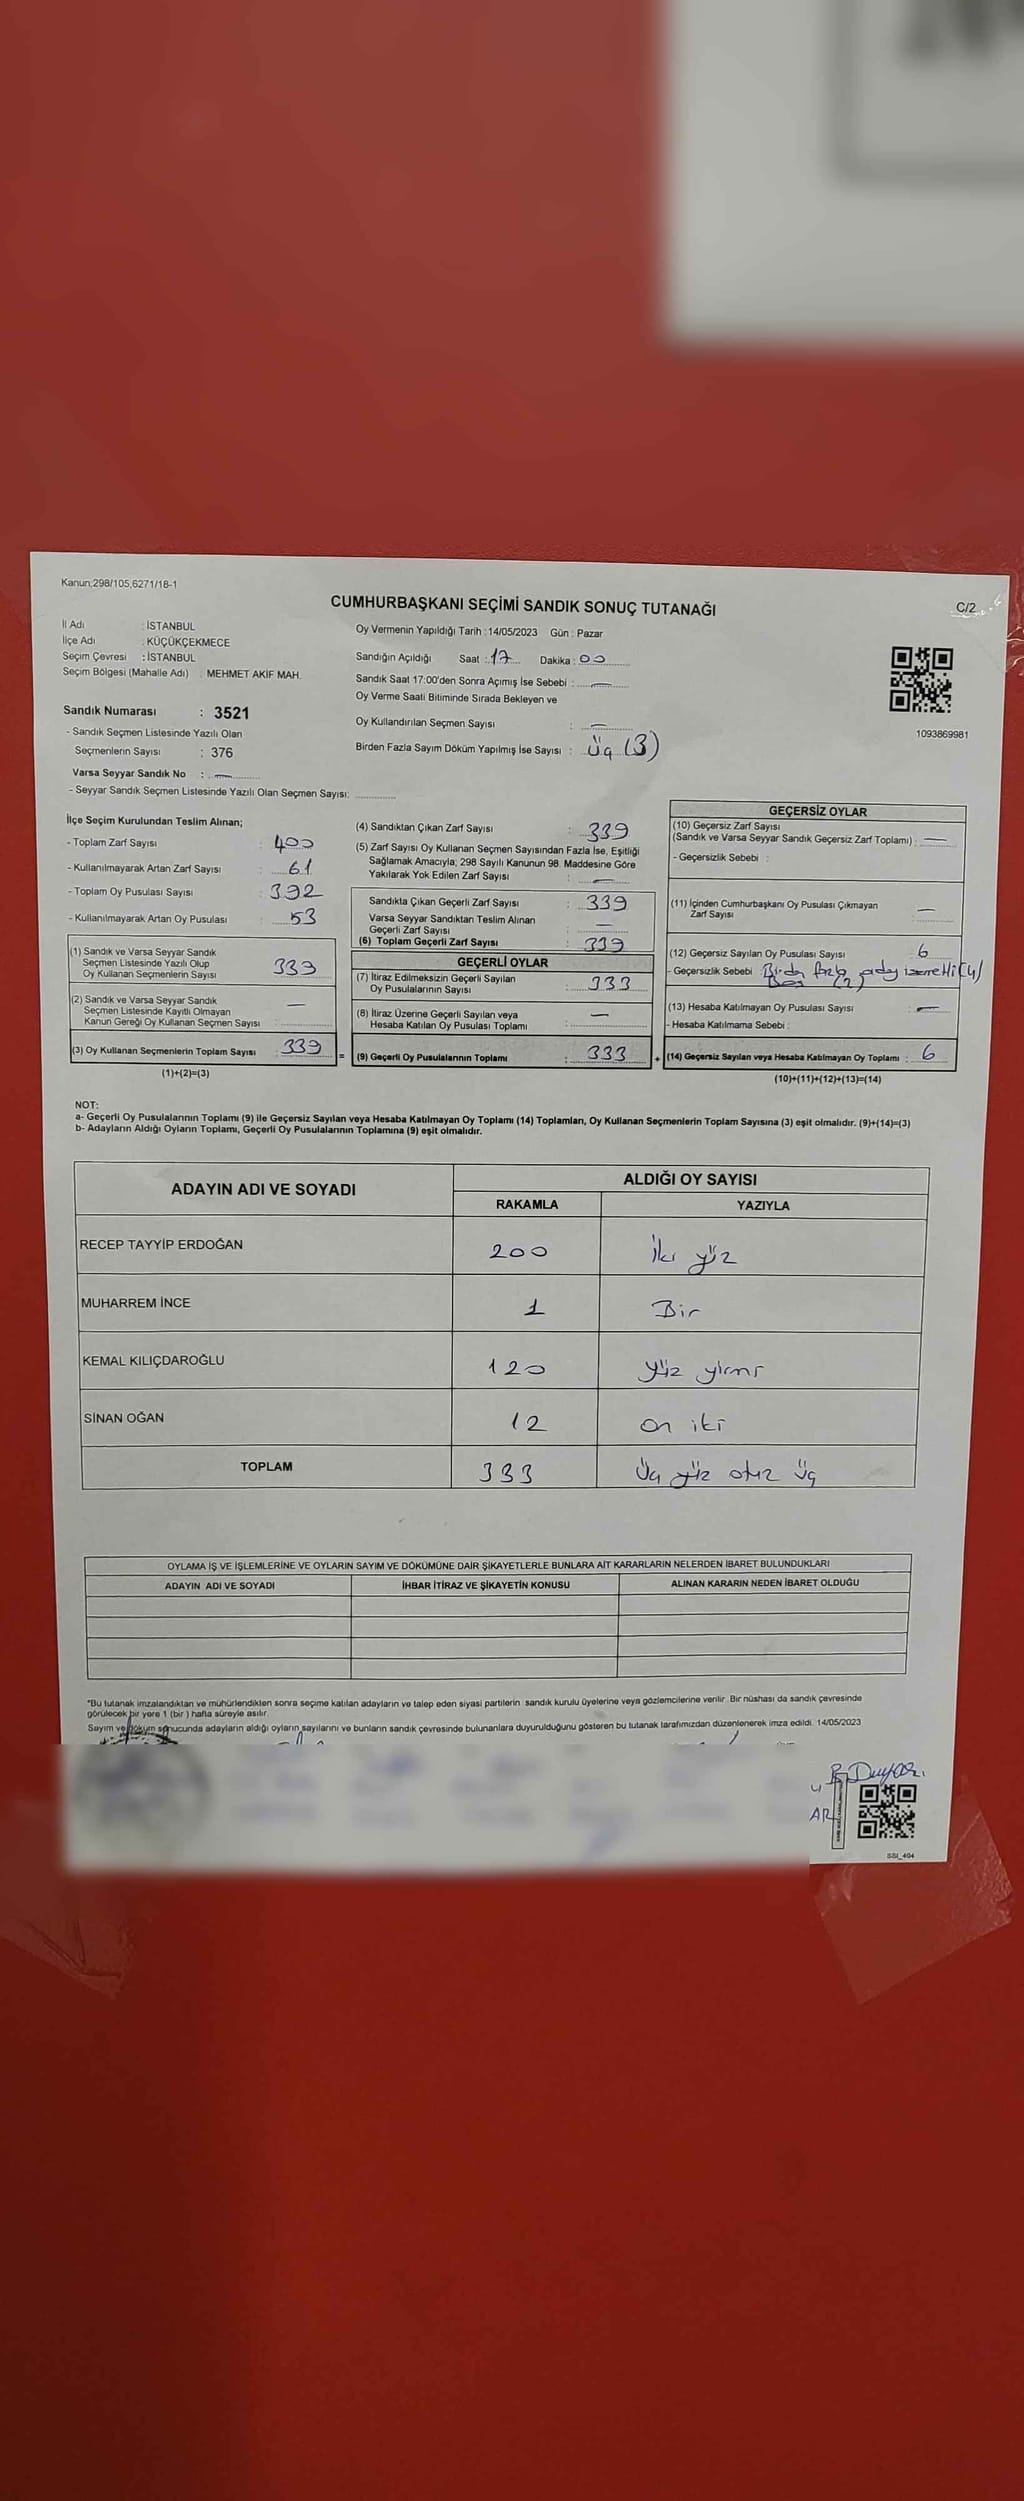 Kanun;298/105,6271/18-1
CUMHURBAŞKANI SEÇİMİ SANDIK SONUÇ TUTANAĞI
C/2
İl Adı : İSTANBUL
İlçe Adı : KÜÇÜKÇEKMECE
Seçim Çevresi : İSTANBUL
Seçim Bölgesi (Mahalle Adı) : MEHMET AKİF MAH.
Sandık Numarası : 3521
- Sandık Seçmen Listesinde Yazılı Olan
Seçmenlerin Sayısı : 376
Varsa Seyyar Sandık No : —
- Seyyar Sandık Seçmen Listesinde Yazılı Olan Seçmen Sayısı:
Oy Vermenin Yapıldığı Tarih : 14/05/2023 Gün : Pazar
Sandığın Açıldığı Saat : 17 Dakika : 00
Sandık Saat 17:00'den Sonra Açımış İse Sebebi : —
Oy Verme Saati Bitiminde Sırada Bekleyen ve
Oy Kullandırılan Seçmen Sayısı : —
Birden Fazla Sayım Döküm Yapılmış İse Sayısı : Üç (3)
1093869981
İlçe Seçim Kurulundan Teslim Alınan;
- Toplam Zarf Sayısı : 400
- Kullanılmayarak Artan Zarf Sayısı : 61
- Toplam Oy Pusulası Sayısı : 392
- Kullanılmayarak Artan Oy Pusulası : 53
(1) Sandık ve Varsa Seyyar Sandık
Seçmen Listesinde Yazılı Olup
Oy Kullanan Seçmenlerin Sayısı : 339
(2) Sandık ve Varsa Seyyar Sandık
Seçmen Listesinde Kayıtlı Olmayan
Kanun Gereği Oy Kullanan Seçmen Sayısı : —
(3) Oy Kullanan Seçmenlerin Toplam Sayısı : 339
(1)+(2)=(3)
(4) Sandıktan Çıkan Zarf Sayısı : 339
(5) Zarf Sayısı Oy Kullanan Seçmen Sayısından Fazla İse, Eşitliği
Sağlamak Amacıyla; 298 Sayılı Kanunun 98. Maddesine Göre
Yakılarak Yok Edilen Zarf Sayısı : —
Sandıkta Çıkan Geçerli Zarf Sayısı : 339
Varsa Seyyar Sandıktan Teslim Alınan
Geçerli Zarf Sayısı : —
(6) Toplam Geçerli Zarf Sayısı : 339
GEÇERLİ OYLAR
(7) İtiraz Edilmeksizin Geçerli Sayılan
Oy Pusulalarının Sayısı : 333
(8) İtiraz Üzerine Geçerli Sayılan veya
Hesaba Katılan Oy Pusulası Toplamı : —
= (9) Geçerli Oy Pusulalarının Toplamı : 333
GEÇERSİZ OYLAR
(10) Geçersiz Zarf Sayısı
(Sandık ve Varsa Seyyar Sandık Geçersiz Zarf Toplamı) : —
- Geçersizlik Sebebi :
(11) İçinden Cumhurbaşkanı Oy Pusulası Çıkmayan
Zarf Sayısı : —
(12) Geçersiz Sayılan Oy Pusulası Sayısı : 6
- Geçersizlik Sebebi : Birden fazla aday işaretli (4)
Boş (2)
(13) Hesaba Katılmayan Oy Pusulası Sayısı : —
- Hesaba Katılmama Sebebi :
+ (14) Geçersiz Sayılan veya Hesaba Katılmayan Oy Toplamı : 6
(10)+(11)+(12)+(13)=(14)
NOT:
a- Geçerli Oy Pusulalarının Toplamı (9) ile Geçersiz Sayılan veya Hesaba Katılmayan Oy Toplamı (14) Toplamları, Oy Kullanan Seçmenlerin Toplam Sayısına (3) eşit olmalıdır. (9)+(14)=(3)
b- Adayların Aldığı Oyların Toplamı, Geçerli Oy Pusulalarının Toplamına (9) eşit olmalıdır.
ADAYIN ADI VE SOYADI
ALDIĞI OY SAYISI
RAKAMLA YAZIYLA
RECEP TAYYİP ERDOĞAN 200 İki yüz
MUHARREM İNCE 1 Bir
KEMAL KILIÇDAROĞLU 120 yüz yirmi
SİNAN OĞAN 12 on iki
TOPLAM 333 Üç yüz otuz üç
OYLAMA İŞ VE İŞLEMLERİNE VE OYLARIN SAYIM VE DÖKÜMÜNE DAİR ŞİKAYETLERLE BUNLARA AİT KARARLARIN NELERDEN İBARET BULUNDUKLARI
ADAYIN ADI VE SOYADI İHBAR İTİRAZ VE ŞİKAYETİN KONUSU ALINAN KARARIN NEDEN İBARET OLDUĞU
*Bu tutanak imzalandıktan ve mühürlendikten sonra seçime katılan adayların ve talep eden siyasi partilerin sandık kurulu üyelerine veya gözlemcilerine verilir. Bir nüshası da sandık çevresinde
görülecek bir yere 1 (bir ) hafta süreyle asılır.
Sayım ve döküm sonucunda adayların aldığı oyların sayılarını ve bunların sandık çevresinde bulunanlara duyurulduğunu gösteren bu tutanak tarafımızdan düzenlenerek imza edildi. 14/05/2023
AR
SSI_404